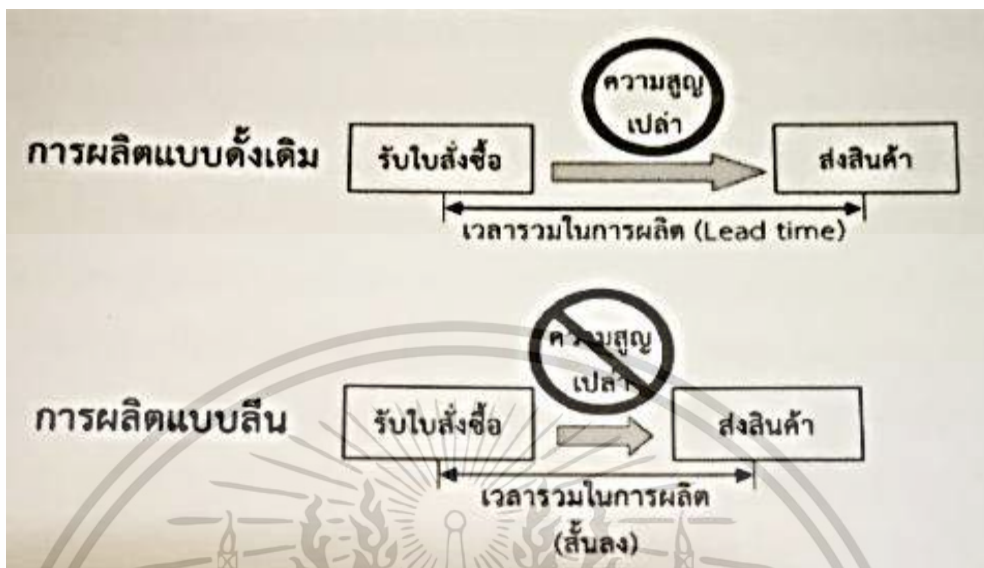 ความสูญ
เปล่า
การผลิตแบบดั้งเดิม
รับใบสั่งซื้อ
ส่งสินค้า
เวลารวมในการผลิต (Lead time)
ความสูญ
เปล่า
การผลิตแบบลีน
รับใบสั่งซื้อ
ส่งสินค้า
เวลารวมในการผลิต
(สั้นลง)